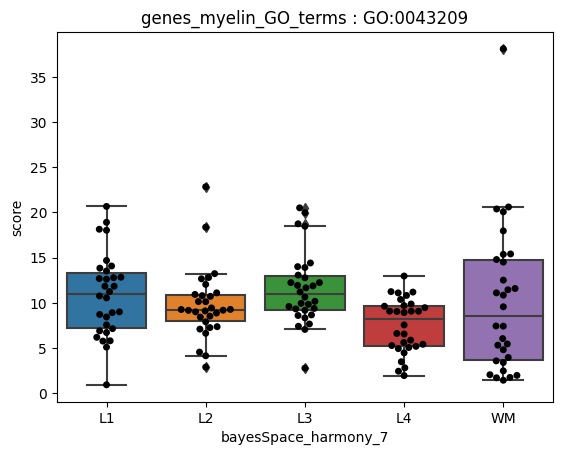 genes_myelin_GO_terms : GO:0043209
35
30
25
20
15
10
5
0
score
L1 L2 L3 L4 WM
bayesSpace_harmony_7